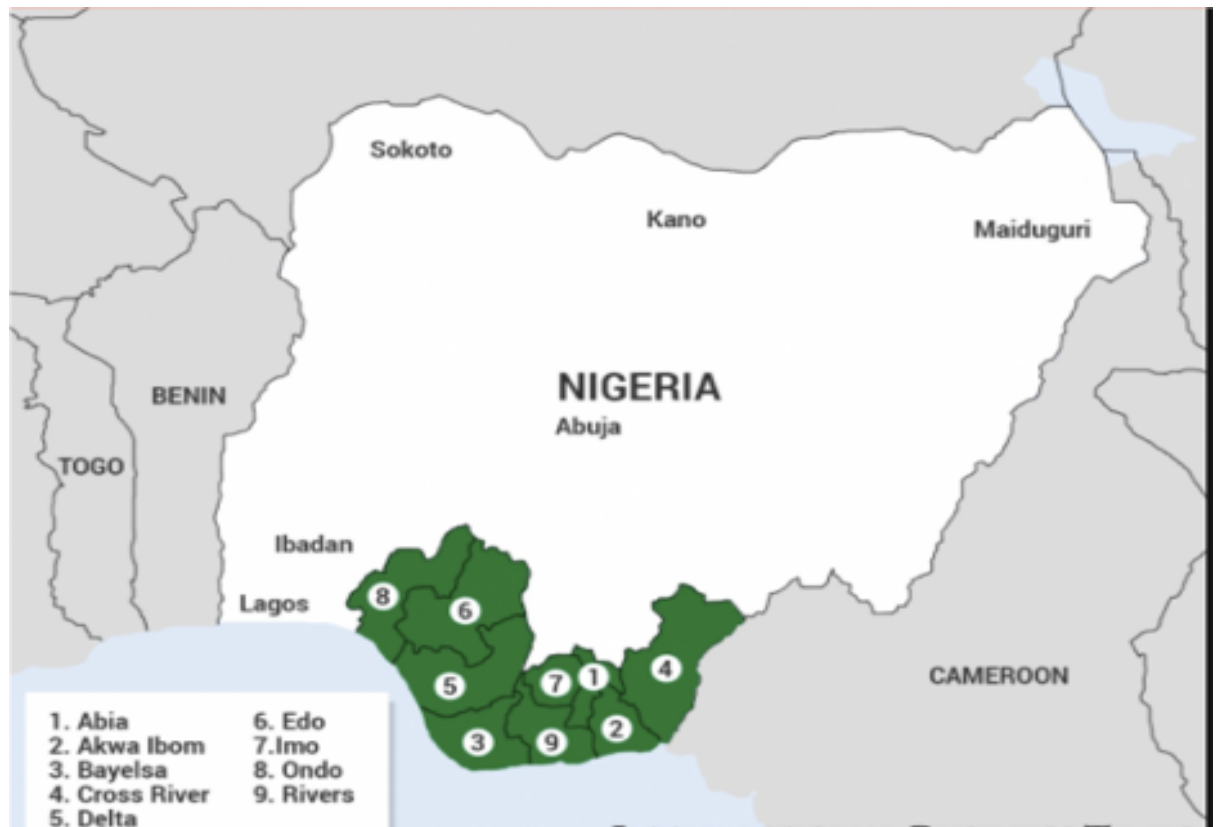 Sokoto
Kano
Maiduguri
NIGERIA
Abuja
BENIN
TOGO
Ibadan
Lagos
8
6
5
7
1
4
3
9
2
CAMEROON
1. Abia
2. Akwa Ibom
3. Bayelsa
4. Cross River
5. Delta
6. Edo
7.Imo
8. Ondo
9. Rivers